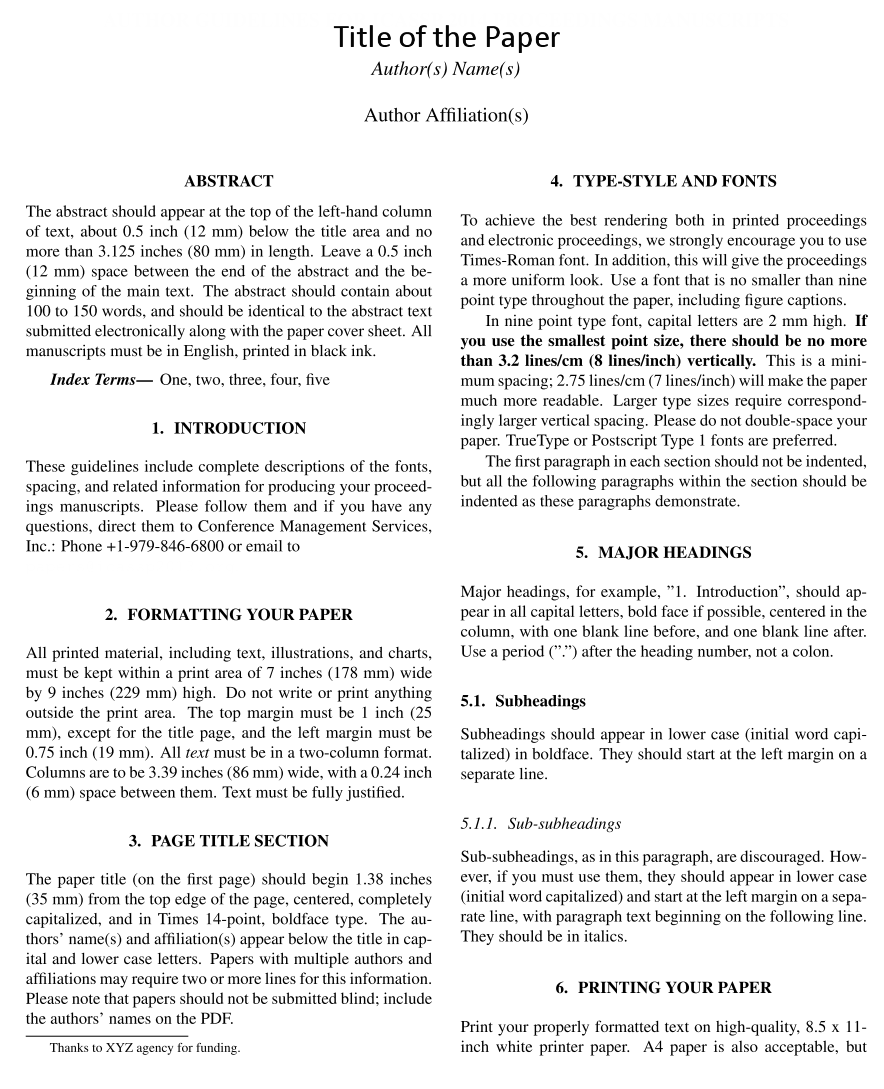 Title of the Paper
Author(s) Name(s)
Author Affiliation(s)
ABSTRACT
The abstract should appear at the top of the left-hand column
of text, about 0.5 inch (12 mm) below the title area and no
more than 3.125 inches (80 mm) in length. Leave a 0.5 inch
(12 mm) space between the end of the abstract and the be-
ginning of the main text. The abstract should contain about
100 to 150 words, and should be identical to the abstract text
submitted electronically along with the paper cover sheet. All
manuscripts must be in English, printed in black ink.
Index Terms— One, two, three, four, five
1. INTRODUCTION
These guidelines include complete descriptions of the fonts,
spacing, and related information for producing your proceed-
ings manuscripts. Please follow them and if you have any
questions, direct them to Conference Management Services,
Inc.: Phone +1-979-846-6800 or email to
2. FORMATTING YOUR PAPER
All printed material, including text, illustrations, and charts,
must be kept within a print area of 7 inches (178 mm) wide
by 9 inches (229 mm) high. Do not write or print anything
outside the print area. The top margin must be 1 inch (25
mm), except for the title page, and the left margin must be
0.75 inch (19 mm). All text must be in a two-column format.
Columns are to be 3.39 inches (86 mm) wide, with a 0.24 inch
(6 mm) space between them. Text must be fully justified.
3. PAGE TITLE SECTION
The paper title (on the first page) should begin 1.38 inches
(35 mm) from the top edge of the page, centered, completely
capitalized, and in Times 14-point, boldface type. The au-
thors' name(s) and affiliation(s) appear below the title in cap-
ital and lower case letters. Papers with multiple authors and
affiliations may require two or more lines for this information.
Please note that papers should not be submitted blind; include
the authors' names on the PDF.
Thanks to XYZ agency for funding.
4. TYPE-STYLE AND FONTS
To achieve the best rendering both in printed proceedings
and electronic proceedings, we strongly encourage you to use
Times-Roman font. In addition, this will give the proceedings
a more uniform look. Use a font that is no smaller than nine
point type throughout the paper, including figure captions.
In nine point type font, capital letters are 2 mm high. If
you use the smallest point size, there should be no more
than 3.2 lines/cm (8 lines/inch) vertically. This is a mini-
mum spacing; 2.75 lines/cm (7 lines/inch) will make the paper
much more readable. Larger type sizes require correspond-
ingly larger vertical spacing. Please do not double-space your
paper. TrueType or Postscript Type 1 fonts are preferred.
The first paragraph in each section should not be indented,
but all the following paragraphs within the section should be
indented as these paragraphs demonstrate.
5. MAJOR HEADINGS
Major headings, for example, ”1. Introduction”, should ap-
pear in all capital letters, bold face if possible, centered in the
column, with one blank line before, and one blank line after.
Use a period (”.”) after the heading number, not a colon.
5.1. Subheadings
Subheadings should appear in lower case (initial word capi-
talized) in boldface. They should start at the left margin on a
separate line.
5.1.1. Sub-subheadings
Sub-subheadings, as in this paragraph, are discouraged. How-
ever, if you must use them, they should appear in lower case
(initial word capitalized) and start at the left margin on a sepa-
rate line, with paragraph text beginning on the following line.
They should be in italics.
6. PRINTING YOUR PAPER
Print your properly formatted text on high-quality, 8.5 x 11-
inch white printer paper. A4 paper is also acceptable, but